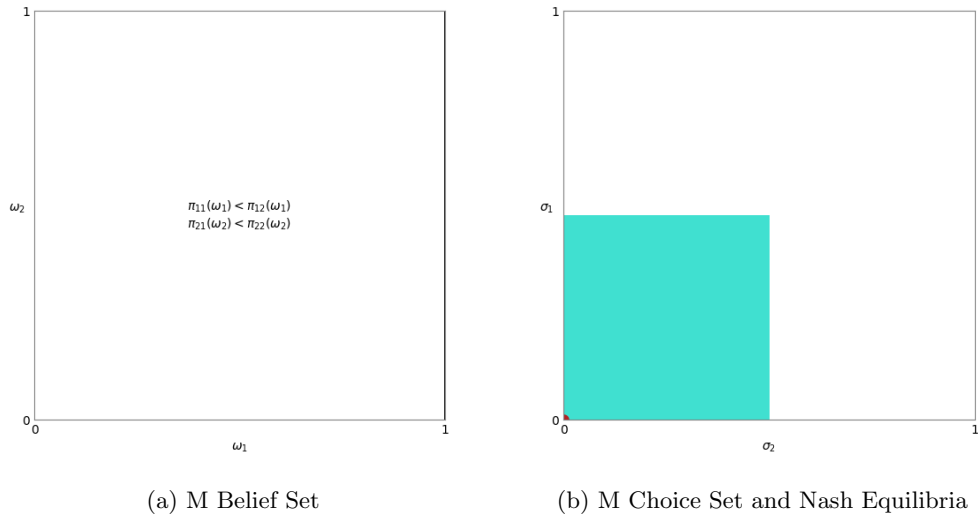 1
ω₂
π₁₁(ω₁) < π₁₂(ω₁)
π₂₁(ω₂) < π₂₂(ω₂)
0
0
ω₁
1
(a) M Belief Set
1
σ₁
0
0
σ₂
1
(b) M Choice Set and Nash Equilibria